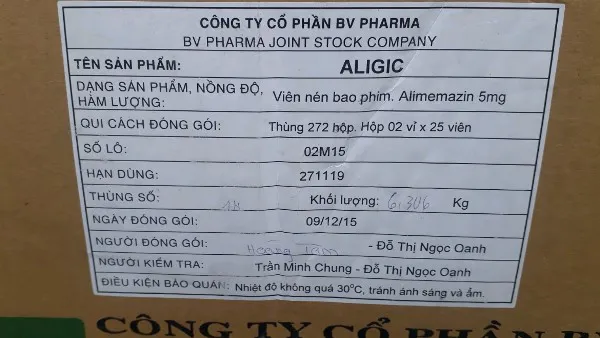 CÔNG TY CỔ PHẦN BV PHARMA
BV PHARMA JOINT STOCK COMPANY
TÊN SẢN PHẨM: ALIGIC
DẠNG SẢN PHẨM, NỒNG ĐỘ,
HÀM LƯỢNG: Viên nén bao phim. Alimemazin 5mg
QUI CÁCH ĐÓNG GÓI: Thùng 272 hộp. Hộp 02 vỉ x 25 viên
SỐ LÔ: 02M15
HẠN DÙNG: 271119
THÙNG SỐ: Khối lượng: 6.306 Kg
NGÀY ĐÓNG GÓI: 09/12/15
NGƯỜI ĐÓNG GÓI: - Đỗ Thị Ngọc Oanh
NGƯỜI KIỂM TRA: Trần Minh Chung - Đỗ Thị Ngọc Oanh
ĐIỀU KIỆN BẢO QUẢN: Nhiệt độ không quá 30°C, tránh ánh sáng và ẩm.
CÔNG TY CỔ PHẦN